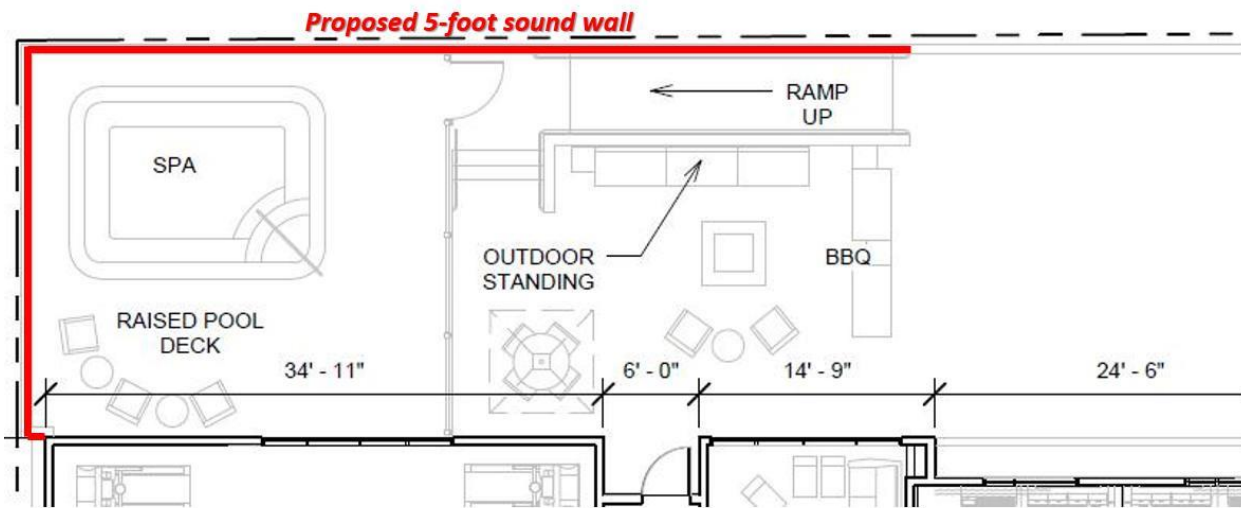 Proposed 5-foot sound wall
RAMP
UP
SPA
OUTDOOR
STANDING
BBQ
RAISED POOL
DECK
34' - 11"
6' - 0"
14' - 9"
24' - 6"